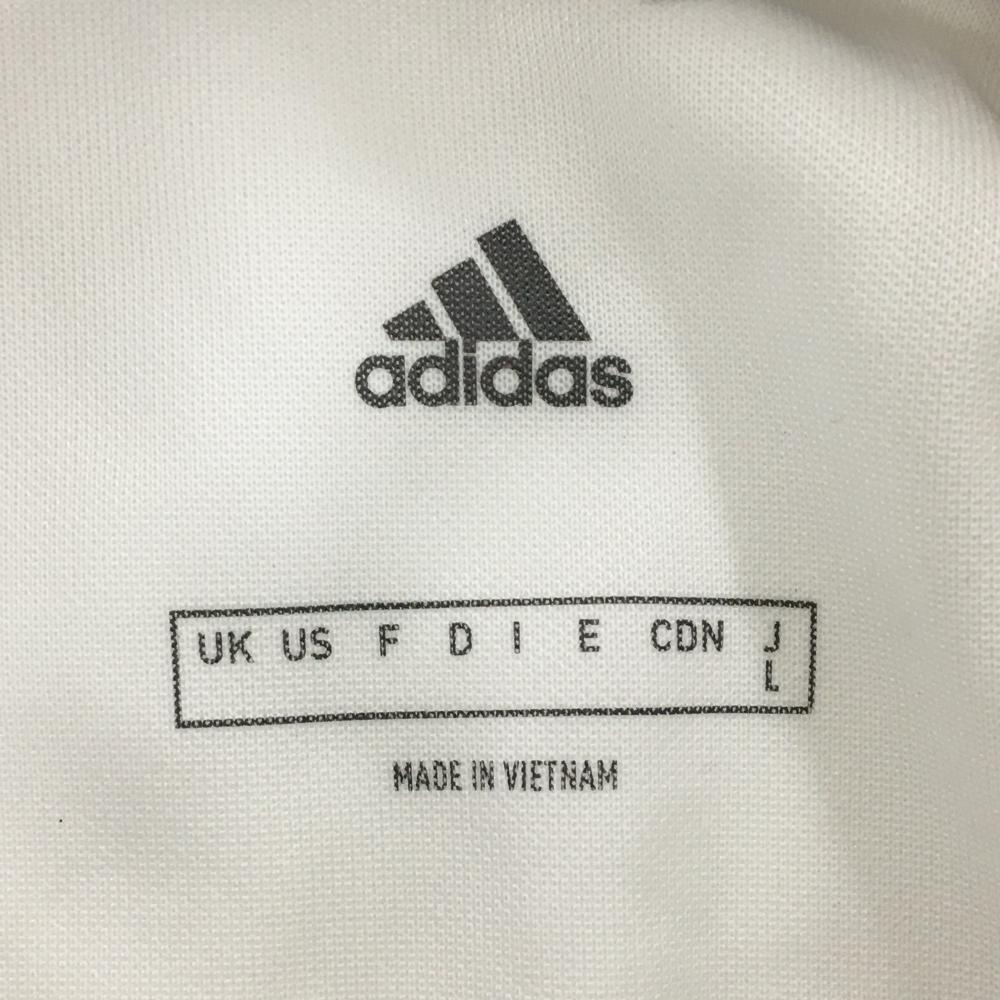 adidas
UK US F D I E CDN J
L
MADE IN VIETNAM